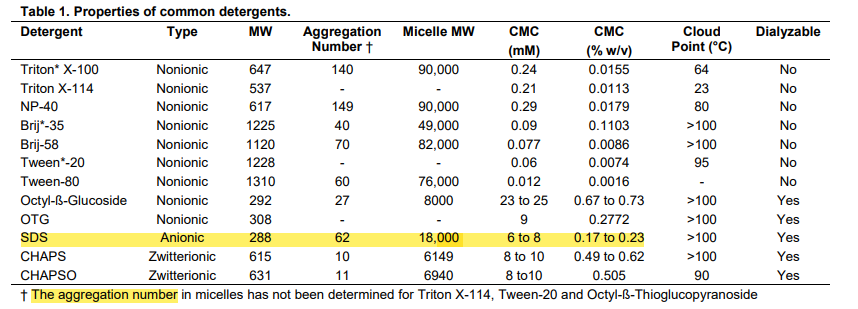 Table 1. Properties of common detergents.
Detergent Type MW Aggregation Number † Micelle MW CMC (mM) CMC (% w/v) Cloud Point (°C) Dialyzable
Triton* X-100 Nonionic 647 140 90,000 0.24 0.0155 64 No
Triton X-114 Nonionic 537 - - 0.21 0.0113 23 No
NP-40 Nonionic 617 149 90,000 0.29 0.0179 80 No
Brij*-35 Nonionic 1225 40 49,000 0.09 0.1103 >100 No
Brij-58 Nonionic 1120 70 82,000 0.077 0.0086 >100 No
Tween*-20 Nonionic 1228 - - 0.06 0.0074 95 No
Tween-80 Nonionic 1310 60 76,000 0.012 0.0016 - No
Octyl-ß-Glucoside Nonionic 292 27 8000 23 to 25 0.67 to 0.73 >100 Yes
OTG Nonionic 308 - - 9 0.2772 >100 Yes
SDS Anionic 288 62 18,000 6 to 8 0.17 to 0.23 >100 Yes
CHAPS Zwitterionic 615 10 6149 8 to 10 0.49 to 0.62 >100 Yes
CHAPSO Zwitterionic 631 11 6940 8 to10 0.505 90 Yes
† The aggregation number in micelles has not been determined for Triton X-114, Tween-20 and Octyl-ß-Thioglucopyranoside